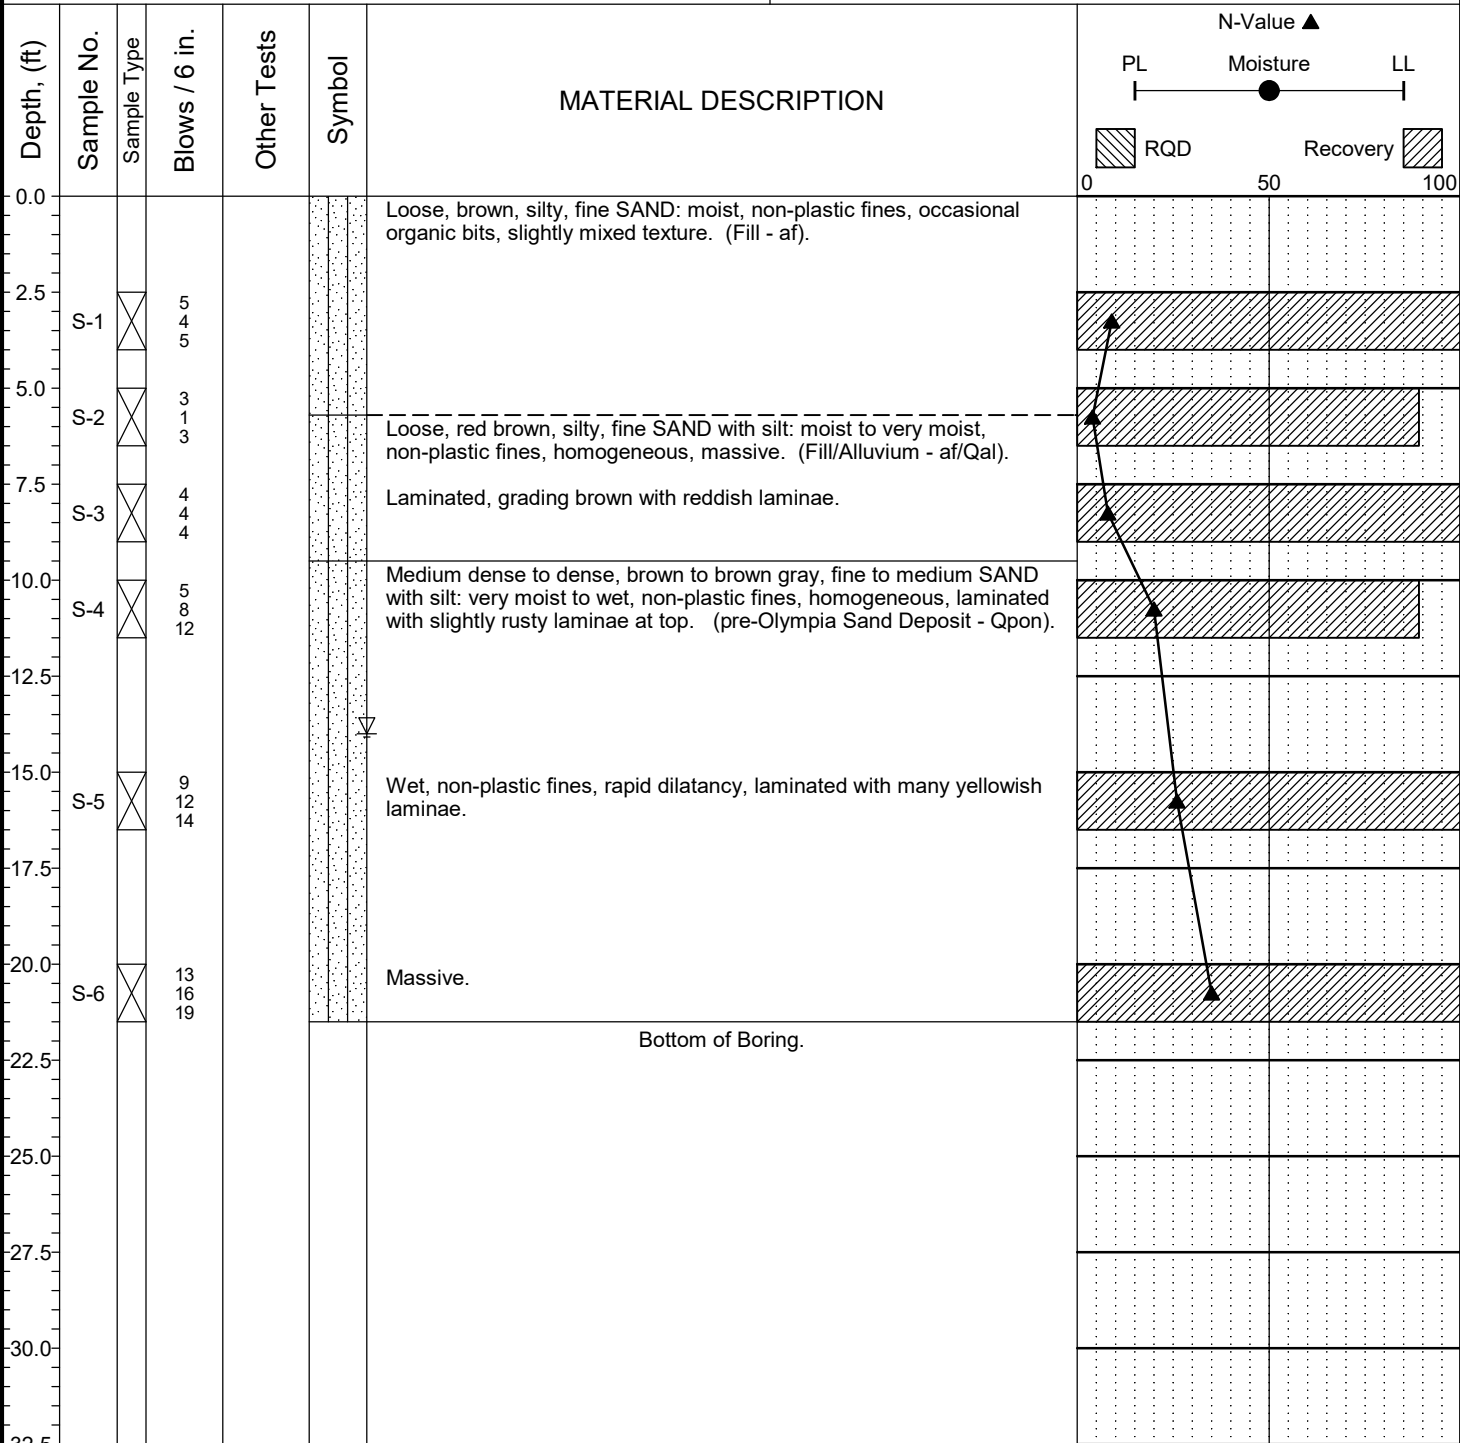 Depth, (ft)
Sample No.
Sample Type
Blows / 6 in.
Other Tests
Symbol
MATERIAL DESCRIPTION
N-Value
PL Moisture LL
RQD Recovery
0 50 100
0.0
Loose, brown, silty, fine SAND: moist, non-plastic fines, occasional
organic bits, slightly mixed texture. (Fill - af).
2.5
S-1
5
4
5
5.0
S-2
3
1
3
Loose, red brown, silty, fine SAND with silt: moist to very moist,
non-plastic fines, homogeneous, massive. (Fill/Alluvium - af/Qal).
7.5
S-3
4
4
4
Laminated, grading brown with reddish laminae.
10.0
S-4
5
8
12
Medium dense to dense, brown to brown gray, fine to medium SAND
with silt: very moist to wet, non-plastic fines, homogeneous, laminated
with slightly rusty laminae at top. (pre-Olympia Sand Deposit - Qpon).
12.5
15.0
S-5
9
12
14
Wet, non-plastic fines, rapid dilatancy, laminated with many yellowish
laminae.
17.5
20.0
S-6
13
16
19
Massive.
Bottom of Boring.
22.5
25.0
27.5
30.0
32.5